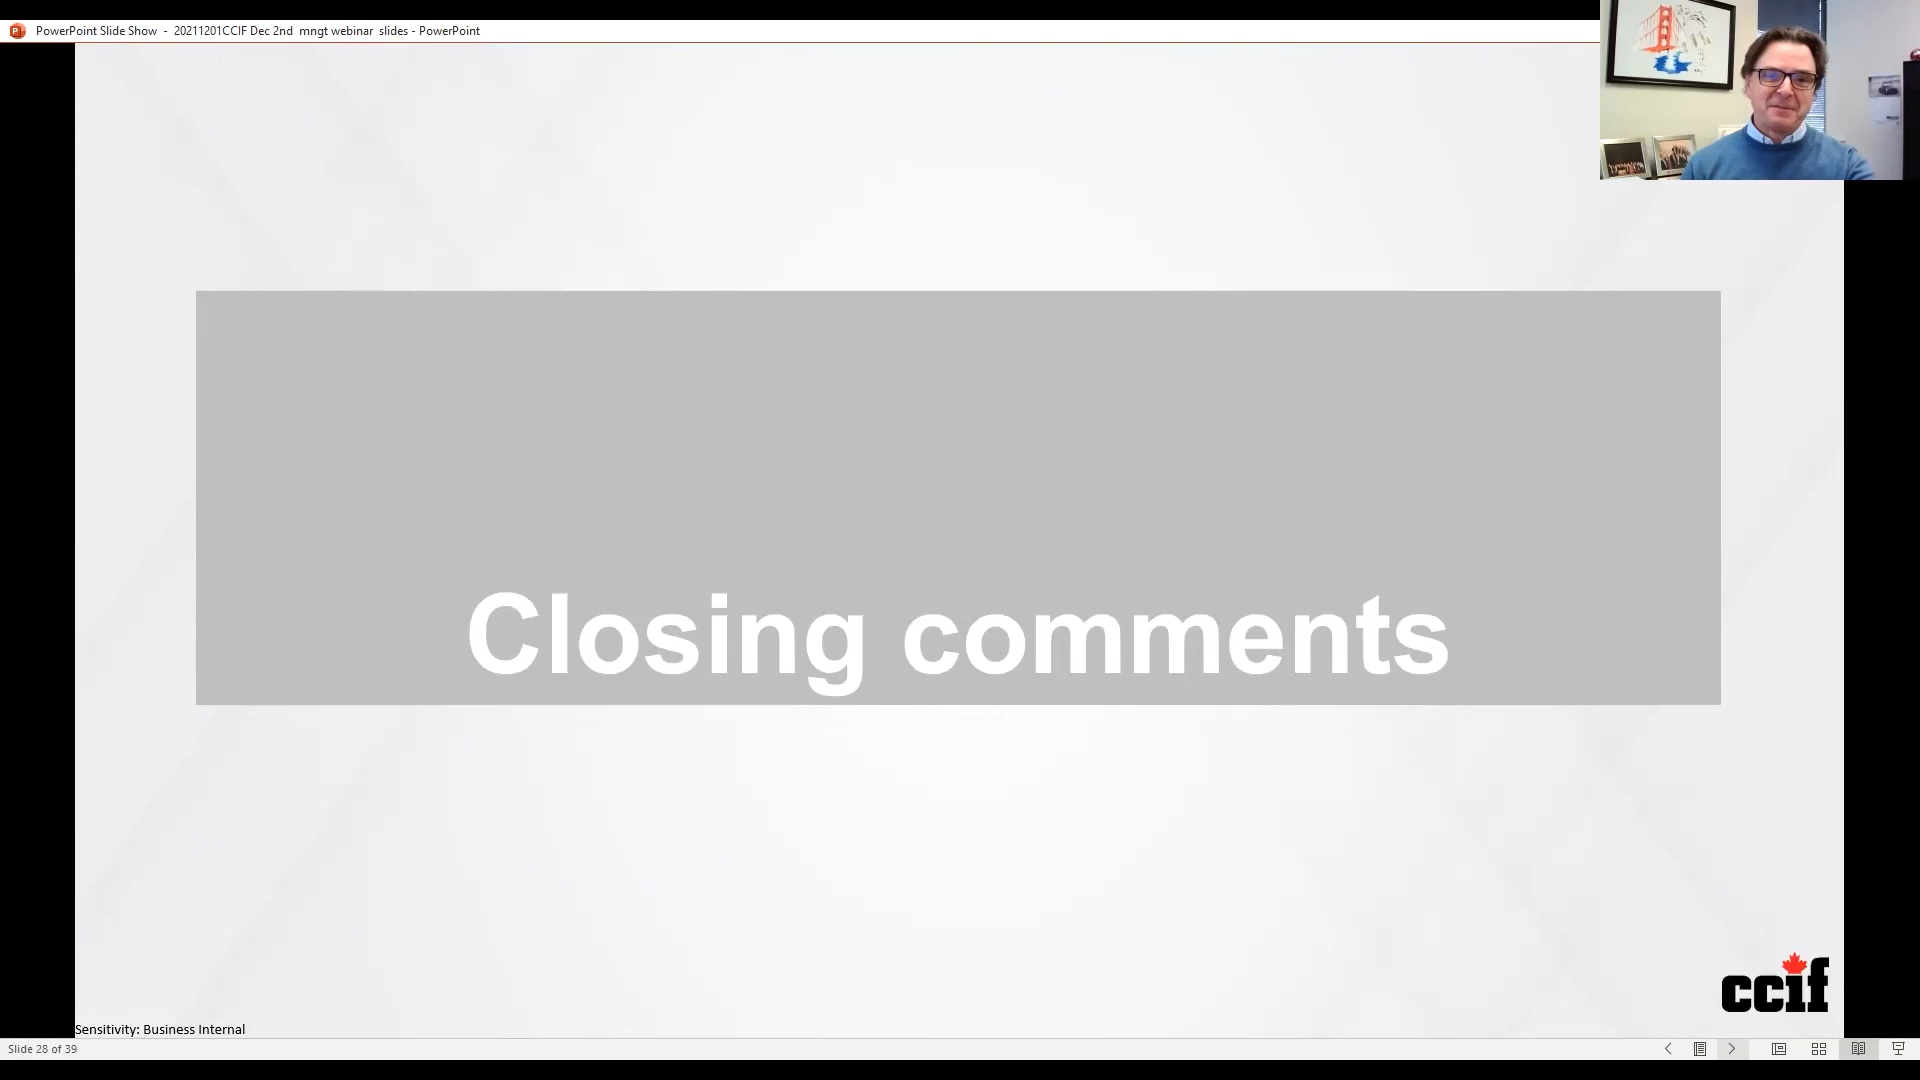 PowerPoint Slide Show - 20211201CCIF Dec 2nd mngt webinar slides - PowerPoint
Closing comments
ccif
Sensitivity: Business Internal
Slide 28 of 39